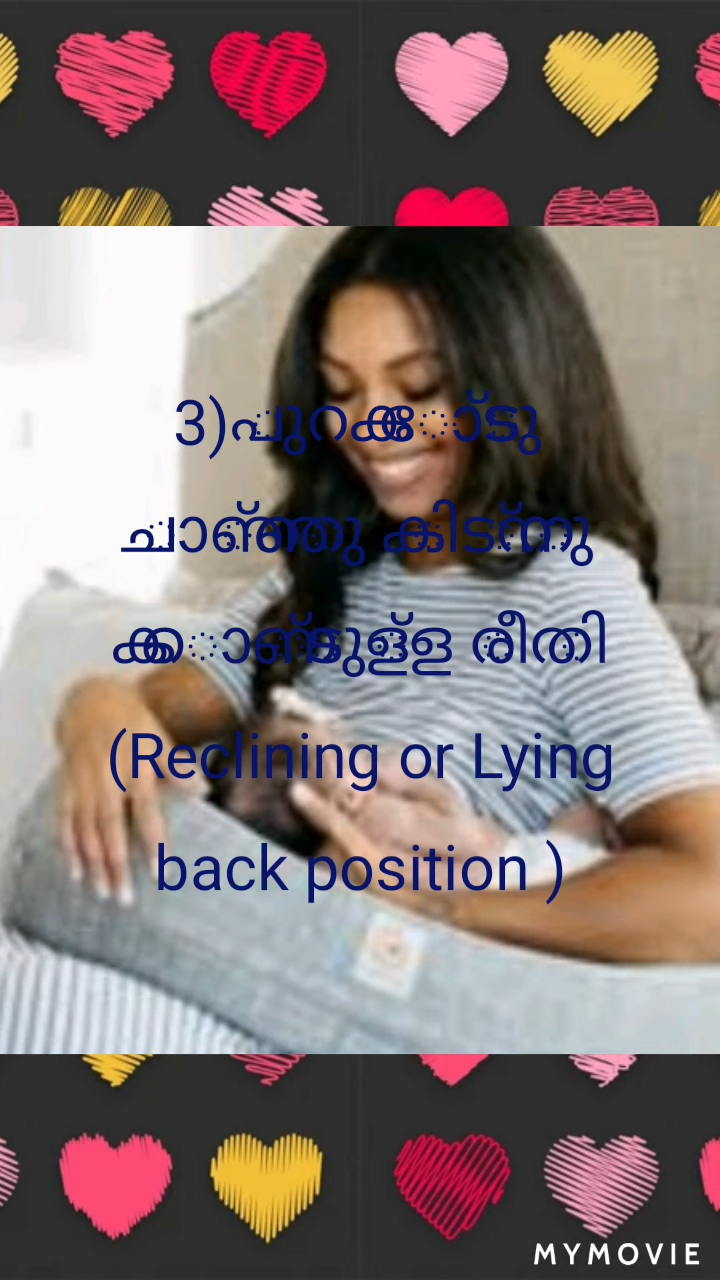 3)പുറകോട്ടു
ചാഞ്ഞു കിടന്നു
കൊണ്ടുള്ള രീതി
(Reclining or Lying
back position )
MYMOVIE